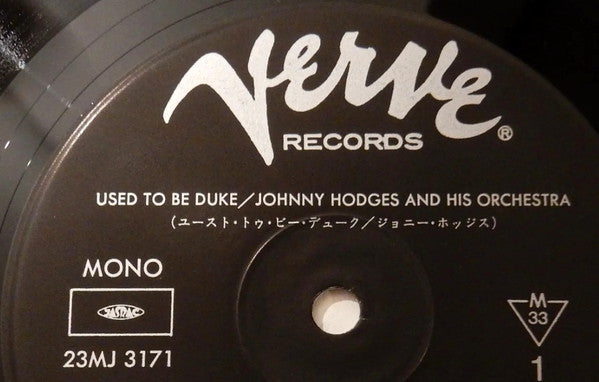 Verve
RECORDS®
USED TO BE DUKE/JOHNNY HODGES AND HIS ORCHESTRA
(ユースト・トゥ・ビー・デューク/ジョニー・ホッジス)
MONO
JASRAC
23MJ 3171
M
33
1